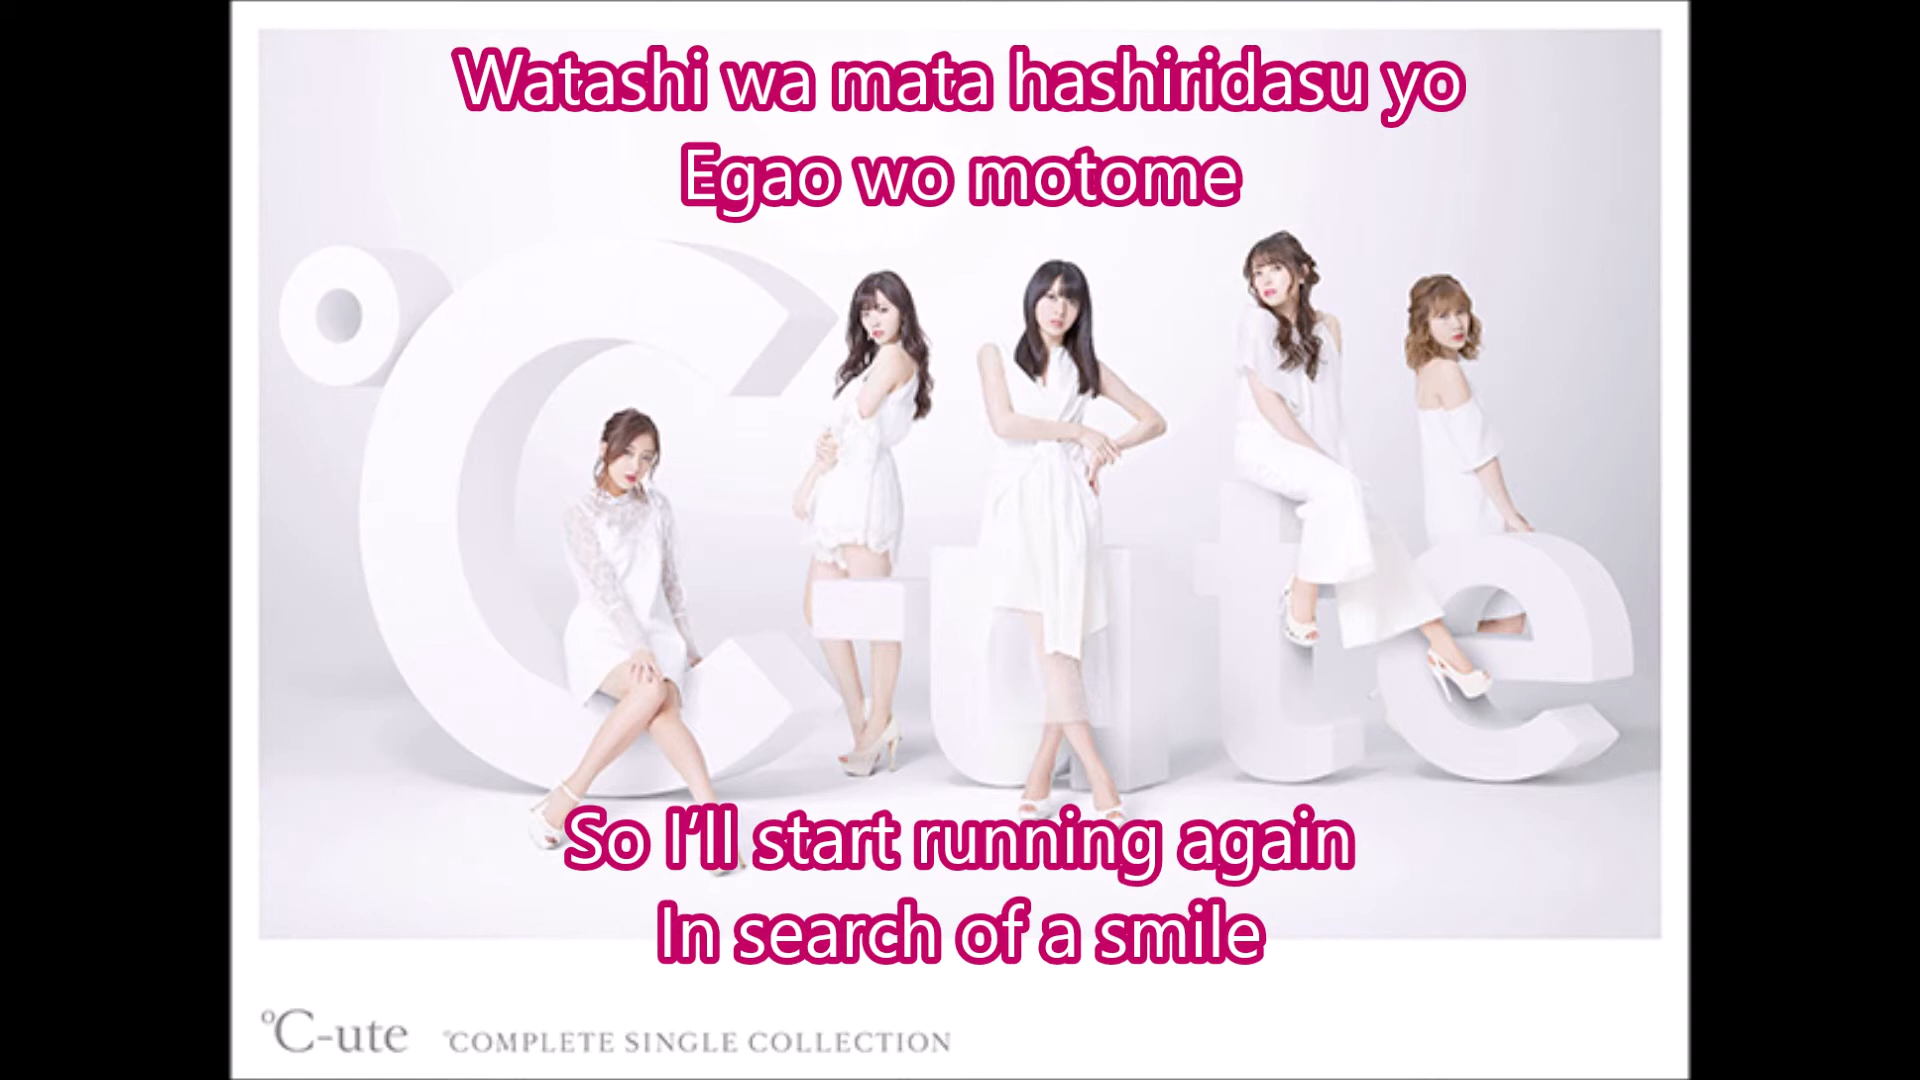 Watashi wa mata hashiridasu yo
Egao wo motome
°C-ute
So I’ll start running again
In search of a smile
°C-ute °COMPLETE SINGLE COLLECTION